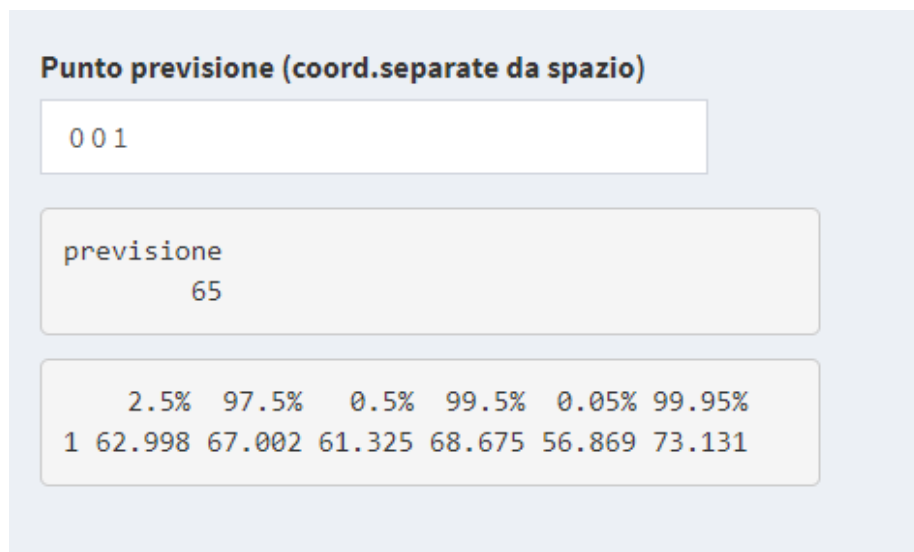 Punto previsione (coord.separate da spazio)
0 0 1
previsione
65
2.5% 97.5% 0.5% 99.5% 0.05% 99.95%
1 62.998 67.002 61.325 68.675 56.869 73.131